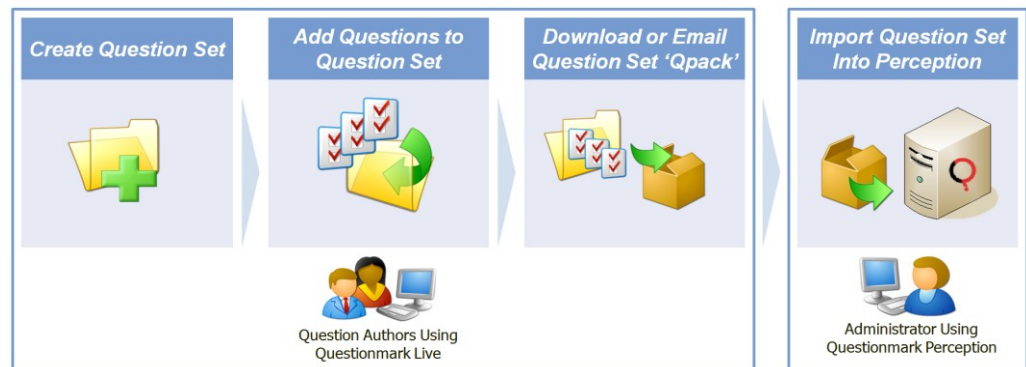 Create Question Set
Add Questions to
Question Set
Download or Email
Question Set ‘Qpack’
Import Question Set
Into Perception
Question Authors Using
Questionmark Live
Administrator Using
Questionmark Perception